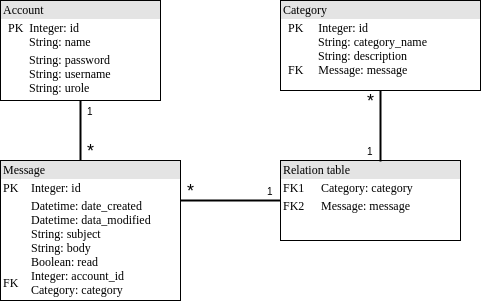 Account
PK Integer: id
String: name
String: password
String: username
String: urole
Category
PK Integer: id
String: category_name
String: description
FK Message: message
1
*
*
1
Message
PK Integer: id
Datetime: date_created
Datetime: data_modified
String: subject
String: body
Boolean: read
Integer: account_id
FK Category: category
* 1
Relation table
FK1 Category: category
FK2 Message: message